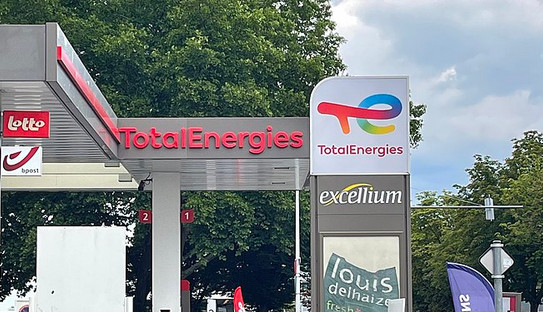 Lotto
bpost
TotalEnergies
2
1
TotalEnergies
excellium
louis
delhaize
fresh